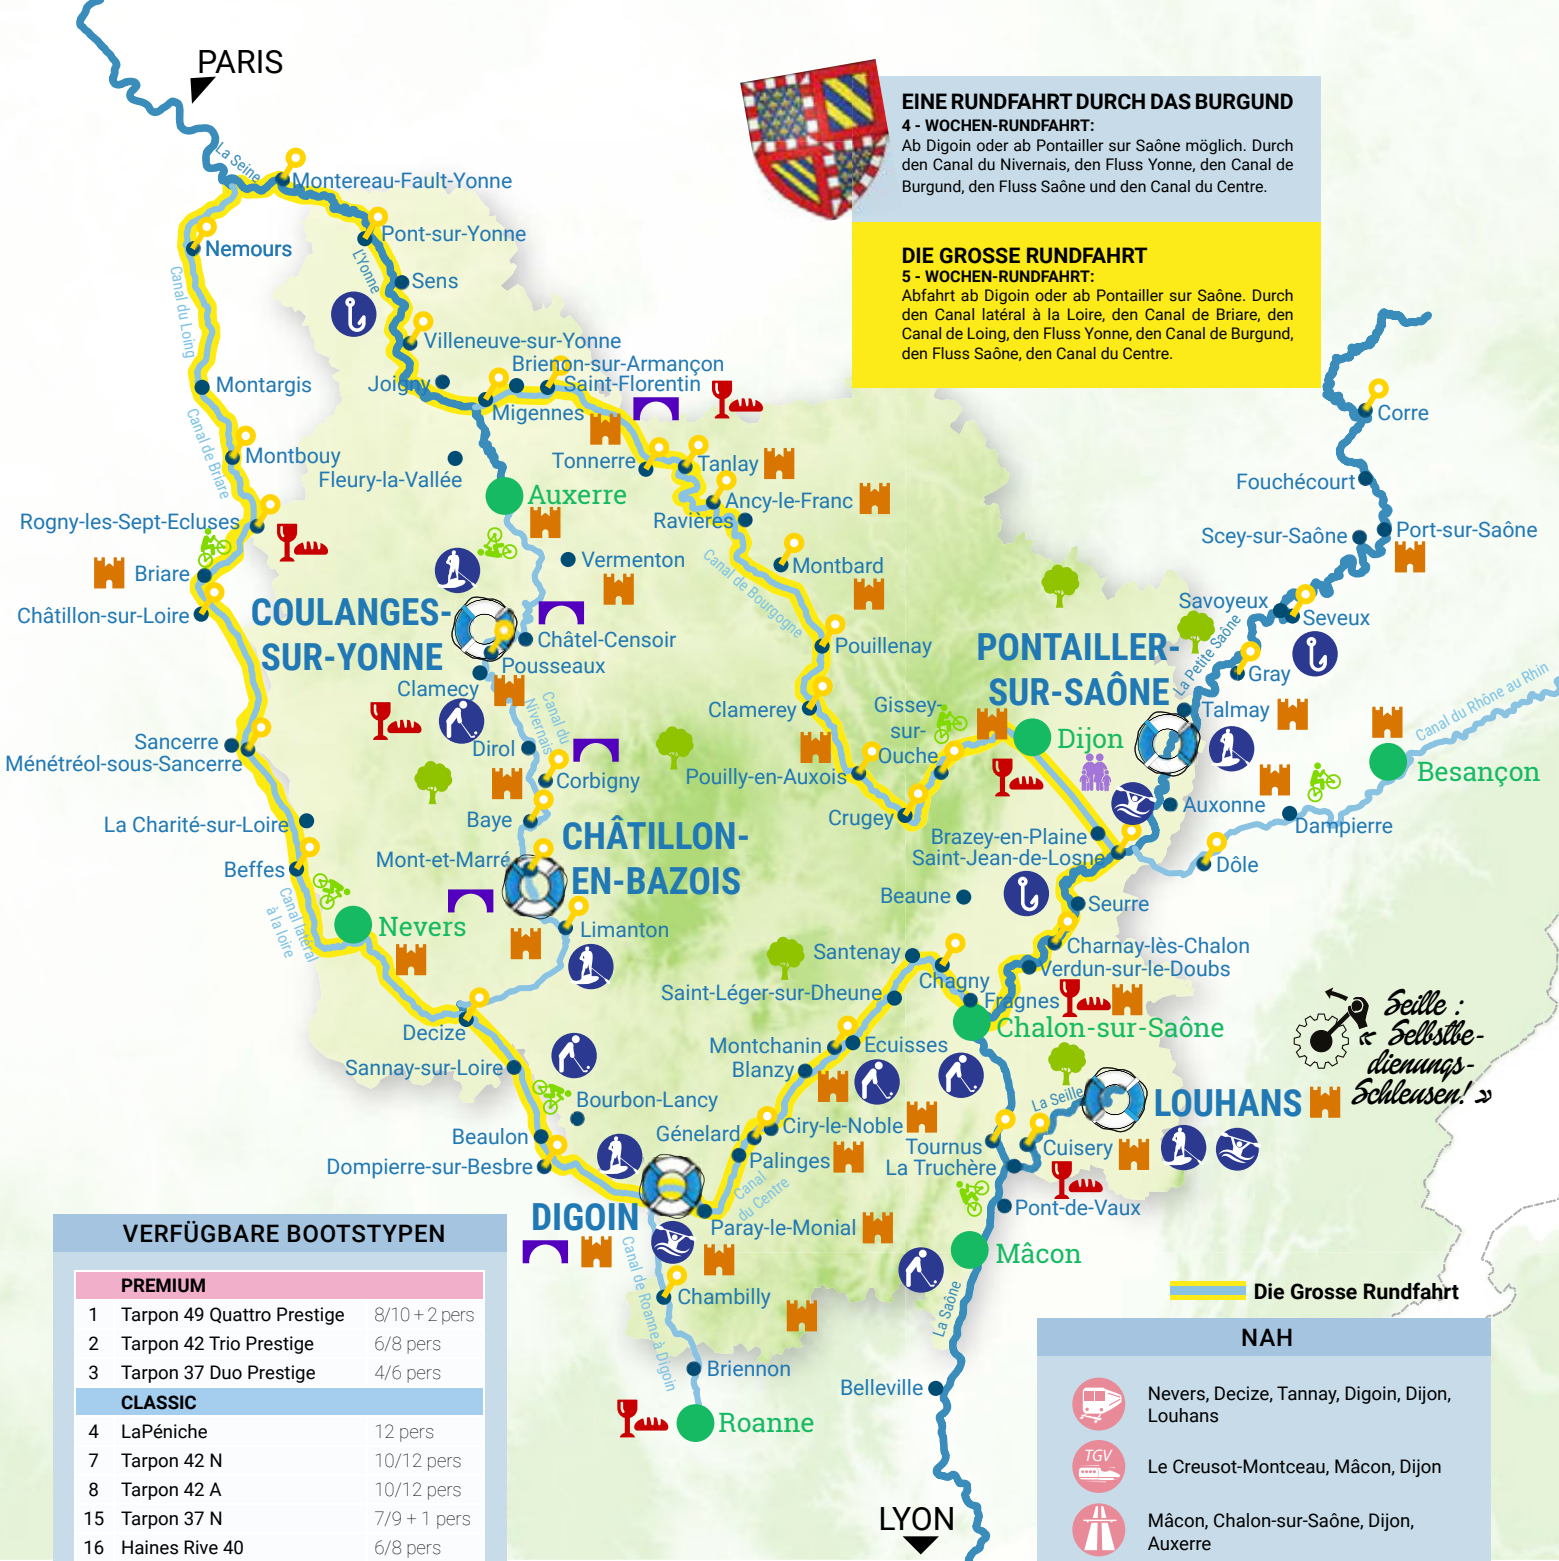 PARIS
La Seine
Montereau-Fault-Yonne
Nemours
Pont-sur-Yonne
L'Yonne
Sens
Canal du Loing
Villeneuve-sur-Yonne
Brienon-sur-Armançon
Saint-Florentin
Joigny
Migennes
Montargis
Canal de Briare
Montbouy
Fleury-la-Vallée
Tonnerre
Tanlay
Ancy-le-Franc
Ravières
Auxerre
Rogny-les-Sept-Ecluses
Briare
Châtillon-sur-Loire
Vermenton
Canal de Bourgogne
Montbard
COULANGES-
SUR-YONNE
Châtel-Censoir
Pousseaux
Clamecy
Canal du
Nivernais
Dirol
Corbigny
Baye
Pouillenay
Clamerey
Pouilly-en-Auxois
Crugey
Gissey-
sur-
Ouche
Dijon
Sancerre
Ménétréol-sous-Sancerre
La Charité-sur-Loire
Beffes
Canal latéral
à la loire
Nevers
Mont-et-Marré
CHÂTILLON-
EN-BAZOIS
Limanton
Decize
Sannay-sur-Loire
Bourbon-Lancy
Beaulon
Dompierre-sur-Besbre
DIGOIN
Canal de Roanne à Digoin
Chambilly
Briennon
Roanne
EINE RUNDFAHRT DURCH DAS BURGUND
4 - WOCHEN-RUNDFAHRT:
Ab Digoin oder ab Pontailler sur Saône möglich. Durch
den Canal du Nivernais, den Fluss Yonne, den Canal de
Burgund, den Fluss Saône und den Canal du Centre.
DIE GROSSE RUNDFAHRT
5 - WOCHEN-RUNDFAHRT:
Abfahrt ab Digoin oder ab Pontailler sur Saône. Durch
den Canal latéral à la Loire, den Canal de Briare, den
Canal de Loing, den Fluss Yonne, den Canal de Burgund,
den Fluss Saône, den Canal du Centre.
Corre
Fouchécourt
Scey-sur-Saône
Port-sur-Saône
Savoyeux
Seveux
La Petite Saône
Gray
PONTAILLER-
SUR-SAÔNE
Talmay
Canal du Rhône au Rhin
Besançon
Auxonne
Dampierre
Dôle
Brazey-en-Plaine
Saint-Jean-de-Losne
Beaune
Seurre
Charnay-lès-Chalon
Verdun-sur-le-Doubs
Santenay
Chagny
Fragnes
Saint-Léger-sur-Dheune
Chalon-sur-Saône
Montchanin
Ecuisses
Blanzy
Ciry-le-Noble
Génelard
Palinges
Canal
du Centre
Paray-le-Monial
Seille :
« Selbstbe-
dienungs-
Schleusen! »
La Seille
LOUHANS
Tournus
Cuisery
La Truchère
Pont-de-Vaux
Mâcon
La Saône
Belleville
LYON
Die Grosse Rundfahrt
VERFÜGBARE BOOTSTYPEN
PREMIUM
1 Tarpon 49 Quattro Prestige 8/10 + 2 pers
2 Tarpon 42 Trio Prestige 6/8 pers
3 Tarpon 37 Duo Prestige 4/6 pers
CLASSIC
4 LaPéniche 12 pers
7 Tarpon 42 N 10/12 pers
8 Tarpon 42 A 10/12 pers
15 Tarpon 37 N 7/9 + 1 pers
16 Haines Rive 40 6/8 pers
NAH
Nevers, Decize, Tannay, Digoin, Dijon,
Louhans
TGV
Le Creusot-Montceau, Mâcon, Dijon
Mâcon, Chalon-sur-Saône, Dijon,
Auxerre